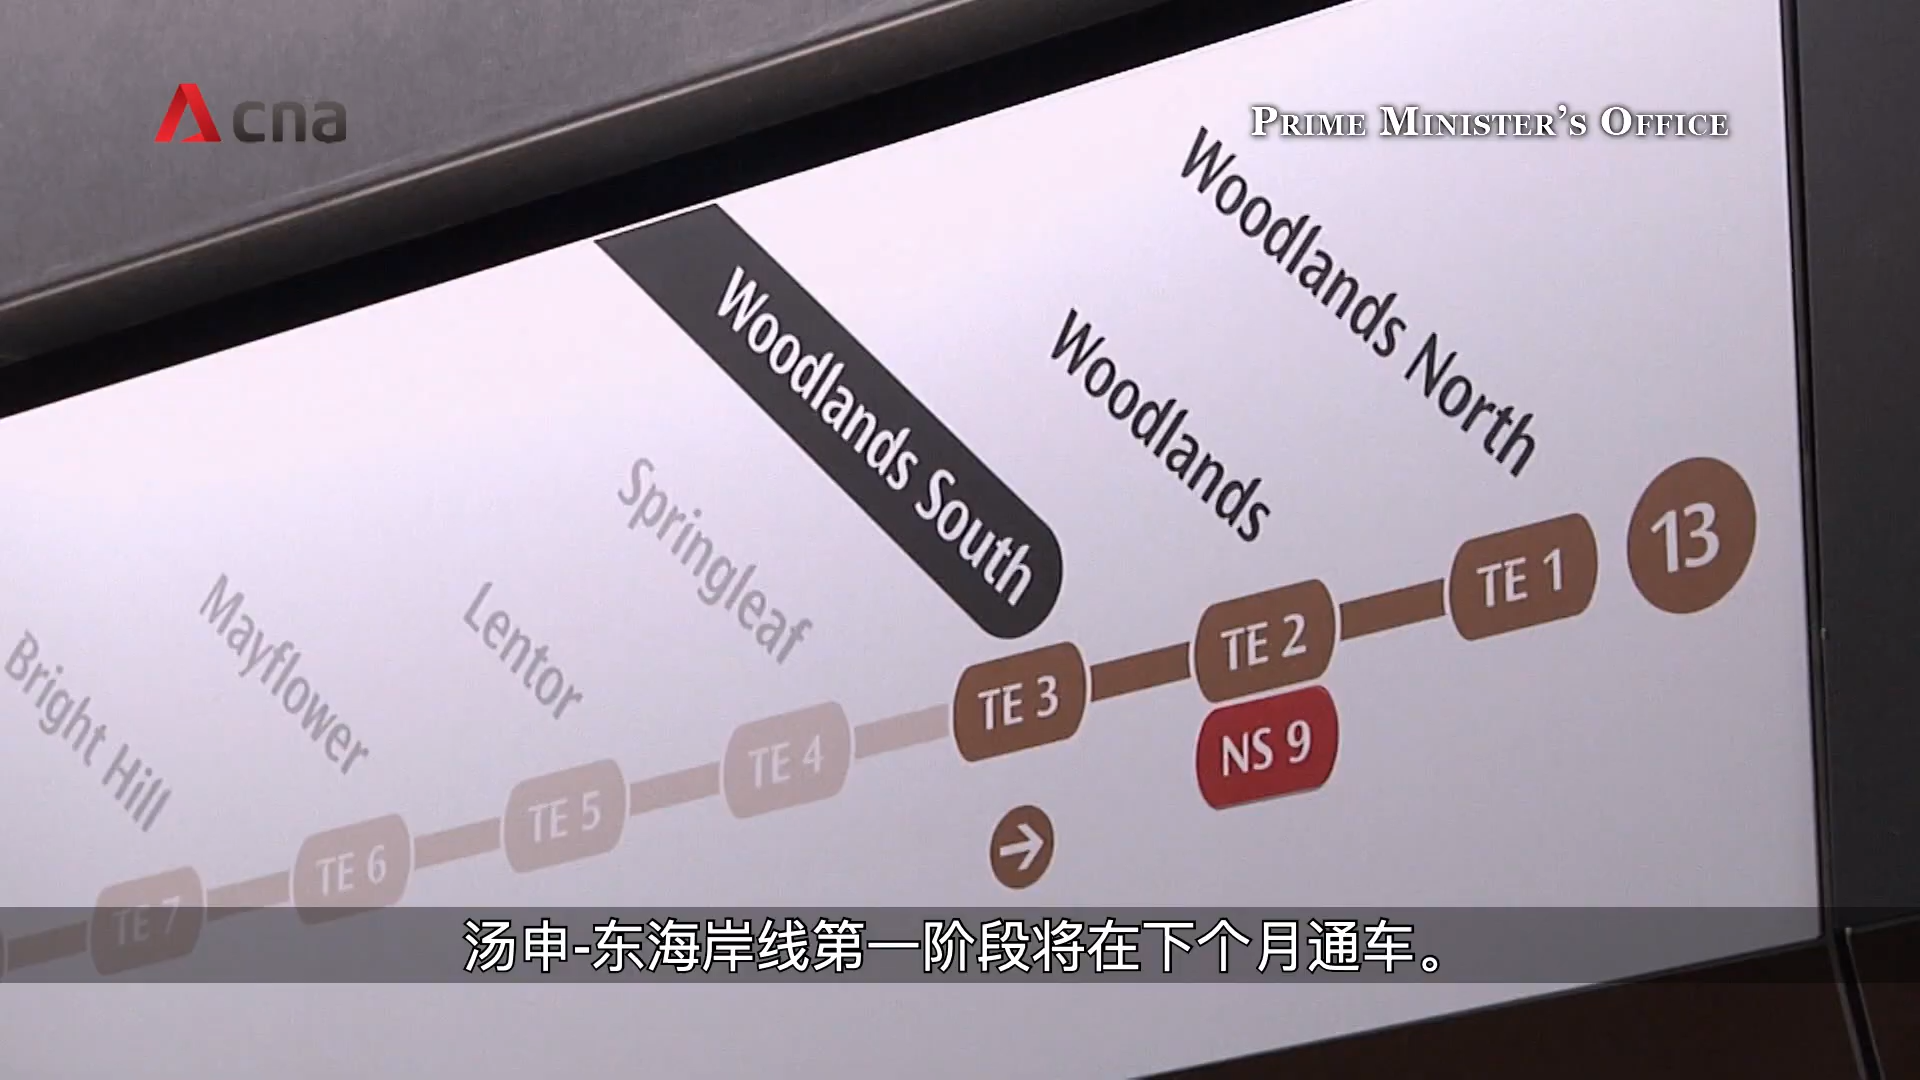 cna
PRIME MINISTER'S OFFICE
Woodlands North
Woodlands
Woodlands South
Springleaf
Lentor
Mayflower
Bright Hill
13
TE 1
TE 2
NS 9
TE 3
TE 4
TE 5
TE 6
TE 7
汤申-东海岸线第一阶段将在下个月通车。